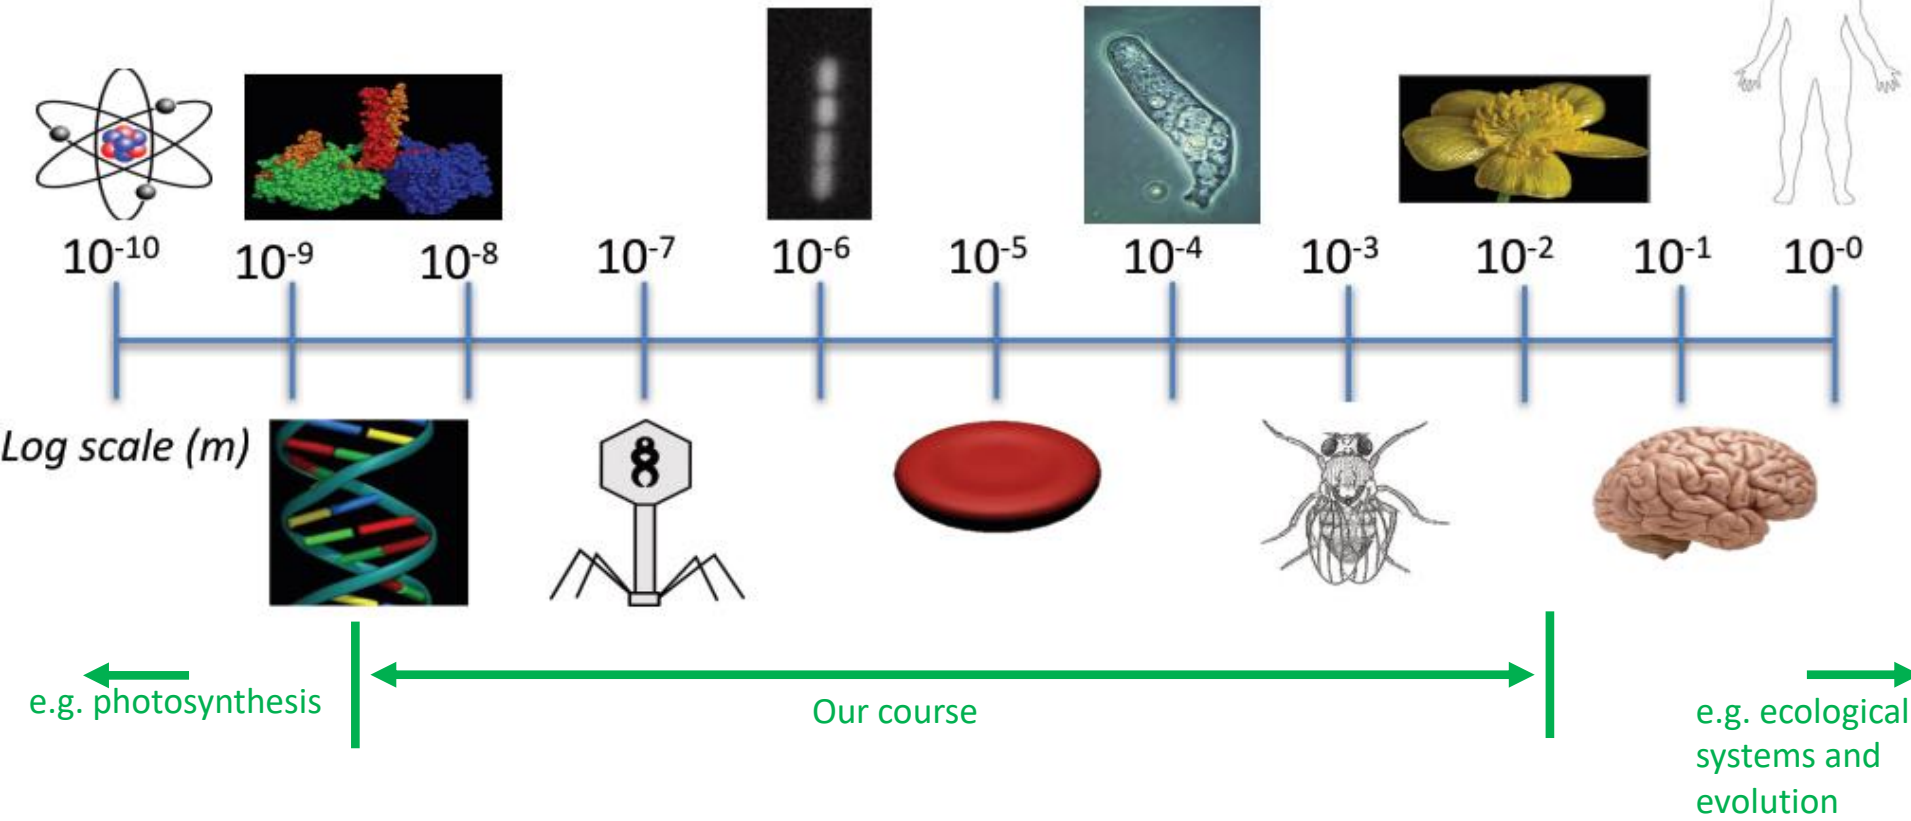 10⁻¹⁰ 10⁻⁹ 10⁻⁸ 10⁻⁷ 10⁻⁶ 10⁻⁵ 10⁻⁴ 10⁻³ 10⁻² 10⁻¹ 10⁻⁰
Log scale (m)
e.g. photosynthesis
Our course
e.g. ecological
systems and
evolution